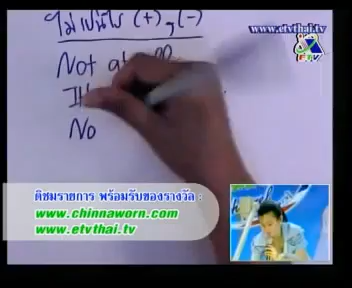 ไม่เป็นไร (+), (-)
www.etvthai.tv
ETV
Not at all
No
ติชมรายการ พร้อมรับของรางวัล :
www.chinnaworn.com
www.etvthai.tv